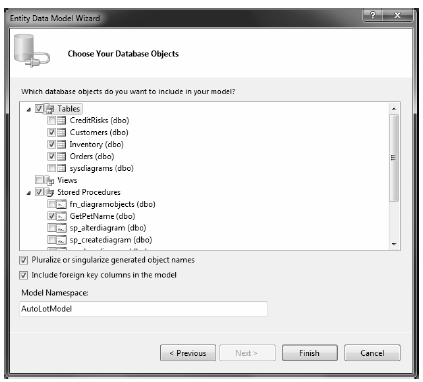 Entity Data Model Wizard
Choose Your Database Objects
Which database objects do you want to include in your model?
Tables
CreditRisks (dbo)
Customers (dbo)
Inventory (dbo)
Orders (dbo)
sysdiagrams (dbo)
Views
Stored Procedures
fn_diagramobjects (dbo)
GetPetName (dbo)
sp_alterdiagram (dbo)
sp_creatediagram (dbo)
Pluralize or singularize generated object names
Include foreign key columns in the model
Model Namespace:
AutoLotModel
< Previous Next > Finish Cancel